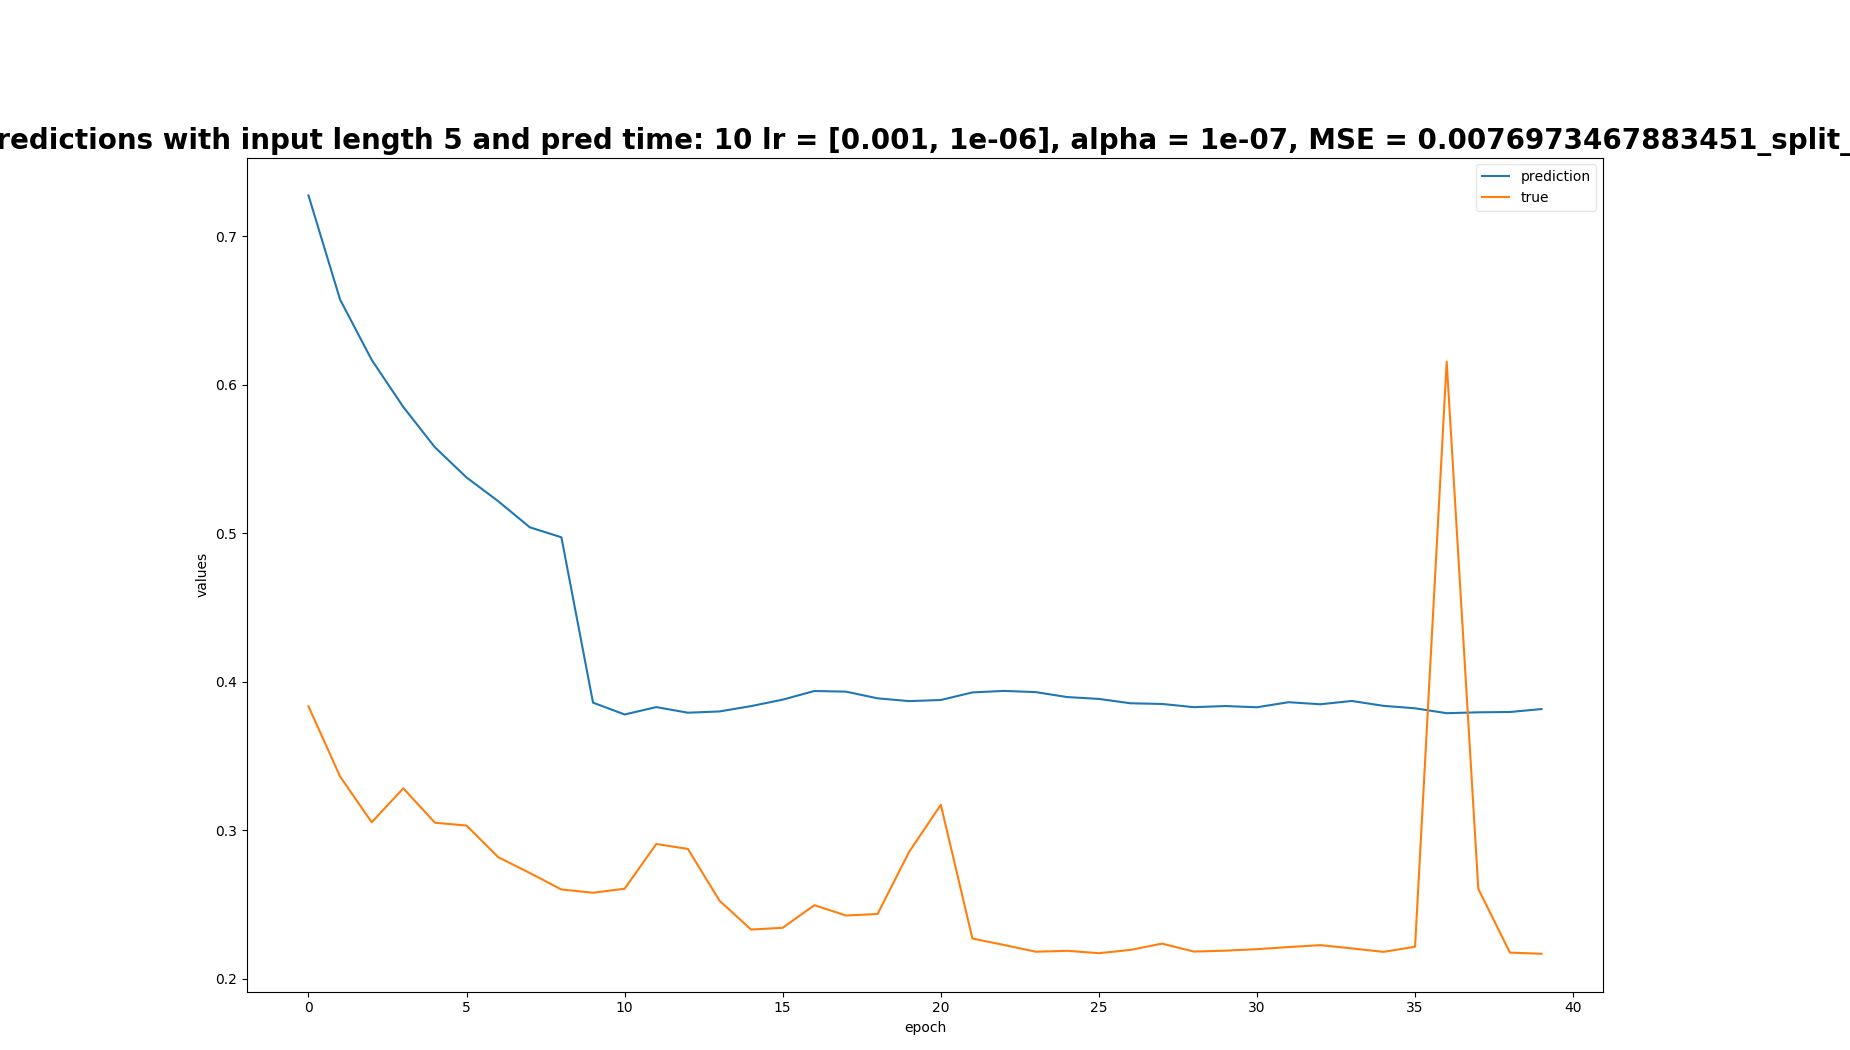 redictions with input length 5 and pred time: 10 lr = [0.001, 1e-06], alpha = 1e-07, MSE = 0.0076973467883451_split_
prediction
true
0.7
0.6
0.5
0.4
0.3
0.2
values
0 5 10 15 20 25 30 35 40
epoch